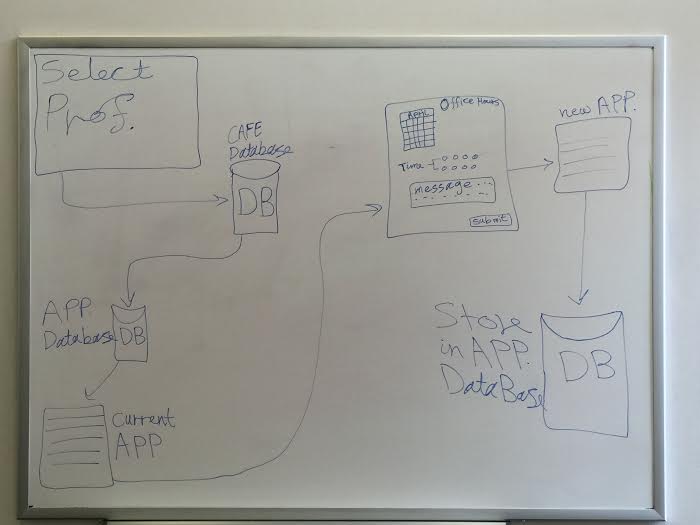 Select
Prof.
CAFE
Database
DB
APP.
Database
DB
current
APP
Office Hours
APRIL
Time
message ...
submit
new APP.
Store
in APP.
DataBase
DB